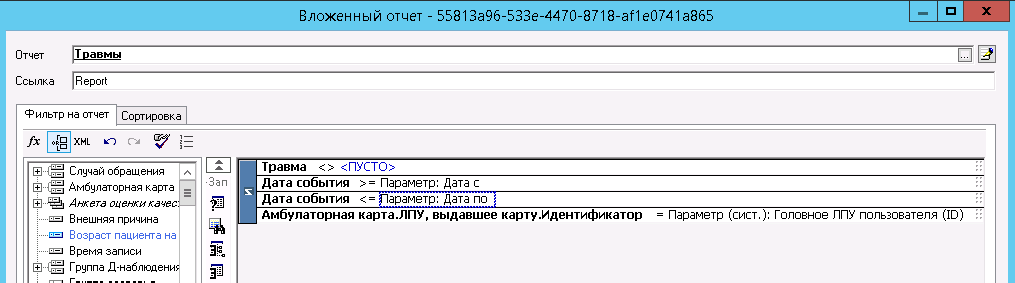 Вложенный отчет - 55813a96-533e-4470-8718-af1e0741a865
Отчет Травмы ...
Ссылка Report
Фильтр на отчет Сортировка
fx XML
Случай обращения
Амбулаторная карта
Анкета оценки качес
Внешняя причина
Возраст пациента на
Время записи
Группа Д-наблюдения
Зап
И
Травма <> <ПУСТО>
Дата события >= Параметр: Дата с
Дата события <= Параметр: Дата по
Амбулаторная карта.ЛПУ, выдавшее карту.Идентификатор = Параметр (сист.): Головное ЛПУ пользователя (ID)